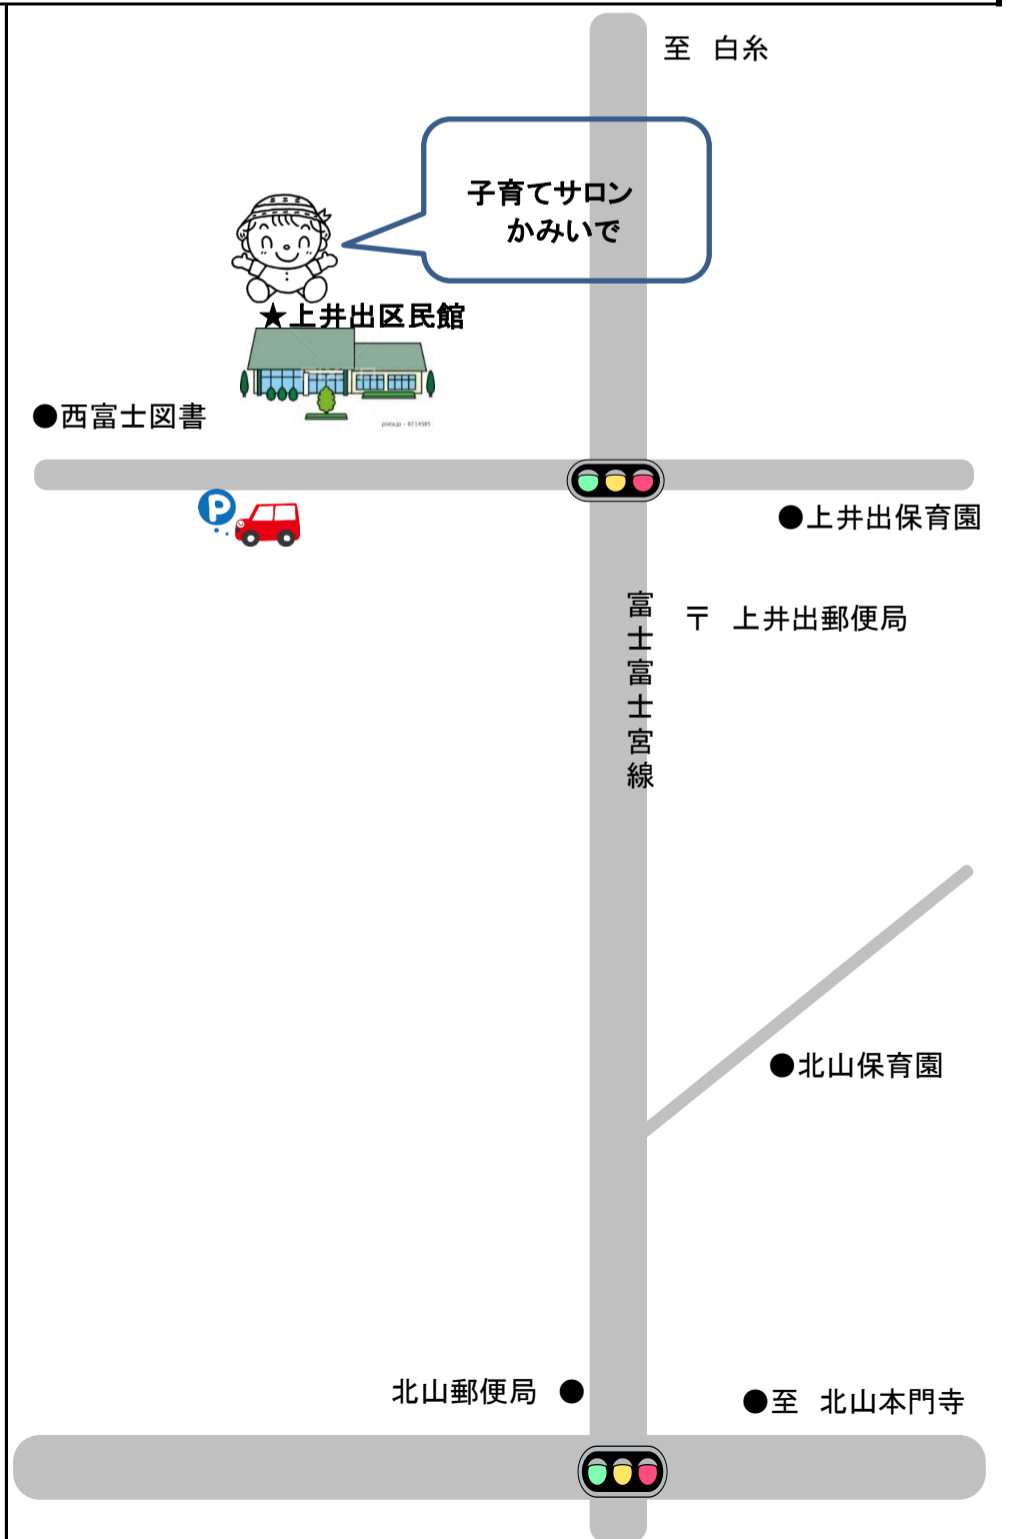 至 白糸
子育てサロン
かみいで
★上井出区民館
●西富士図書
P
●上井出保育園
〒 上井出郵便局
富士富士宮線
●北山保育園
北山郵便局 ●
●至 北山本門寺